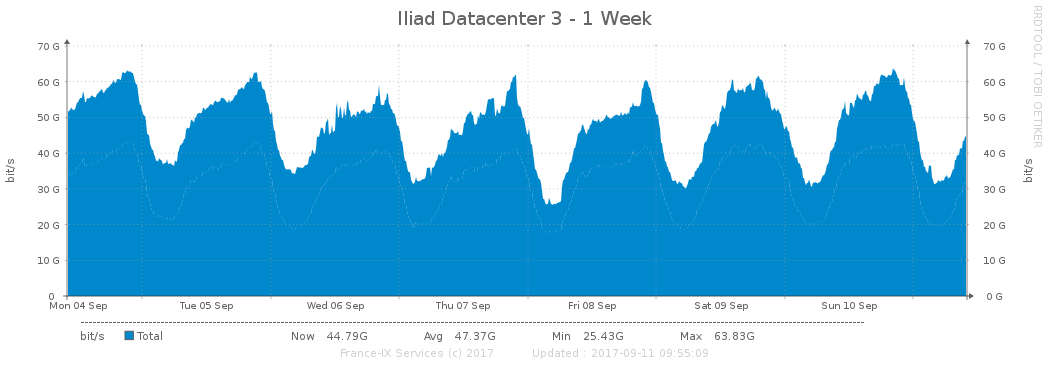 Iliad Datacenter 3 - 1 Week
RRDTOOL / TOBI OETIKER
70 G 70 G
60 G 60 G
50 G 50 G
40 G 40 G
30 G 30 G
20 G 20 G
10 G 10 G
0 0 G
bit/s bit/s
Mon 04 Sep Tue 05 Sep Wed 06 Sep Thu 07 Sep Fri 08 Sep Sat 09 Sep Sun 10 Sep
bit/s Total Now 44.79G Avg 47.37G Min 25.43G Max 63.83G
France-IX Services (c) 2017 Updated : 2017-09-11 09:55:09